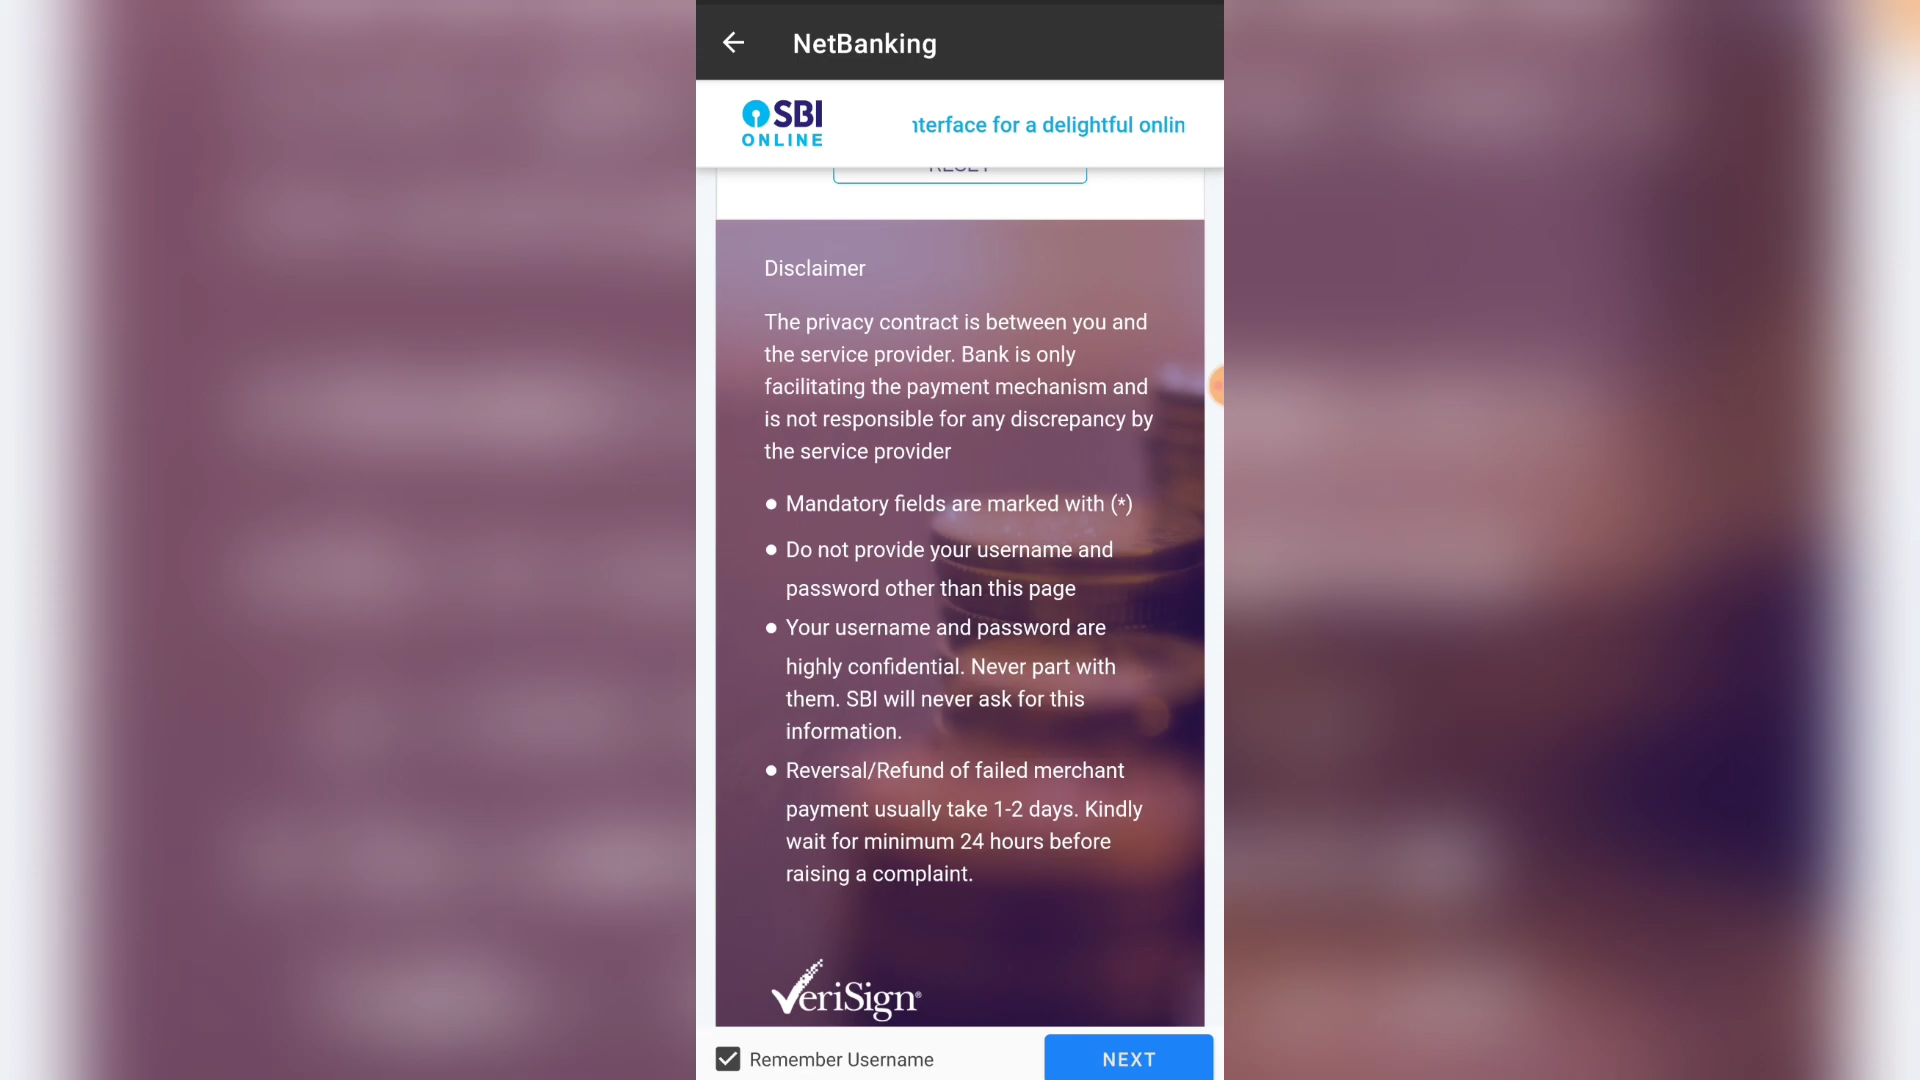 NetBanking
SBI
ONLINE
nterface for a delightful onlin
RESET
Disclaimer
The privacy contract is between you and
the service provider. Bank is only
facilitating the payment mechanism and
is not responsible for any discrepancy by
the service provider
Mandatory fields are marked with (*)
Do not provide your username and
password other than this page
Your username and password are
highly confidential. Never part with
them. SBI will never ask for this
information.
Reversal/Refund of failed merchant
payment usually take 1-2 days. Kindly
wait for minimum 24 hours before
raising a complaint.
VeriSign®
Remember Username
NEXT